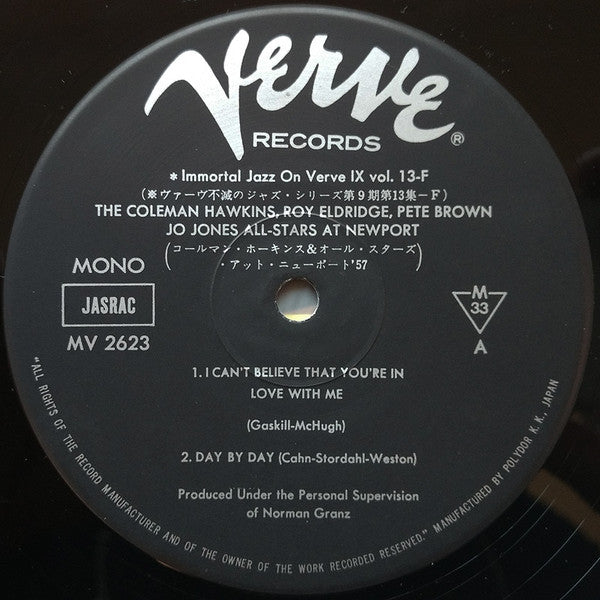 Verve
RECORDS ®
* Immortal Jazz On Verve IX vol. 13-F
(※ヴァーヴ不滅のジャズ・シリーズ第9期第13集-F)
THE COLEMAN HAWKINS, ROY ELDRIDGE, PETE BROWN
JO JONES ALL-STARS AT NEWPORT
(コールマン・ホーキンス&オール・スターズ
・アット・ニューポート'57)
MONO
JASRAC
MV 2623
M
33
A
1. I CAN'T BELIEVE THAT YOU'RE IN
LOVE WITH ME
(Gaskill-McHugh)
2. DAY BY DAY (Cahn-Stordahl-Weston)
Produced Under the Personal Supervision
of Norman Granz
"ALL RIGHTS OF THE RECORD MANUFACTURER AND OF THE OWNER OF THE WORK RECORDED RESERVED." MANUFACTURED BY POLYDOR K. K. JAPAN